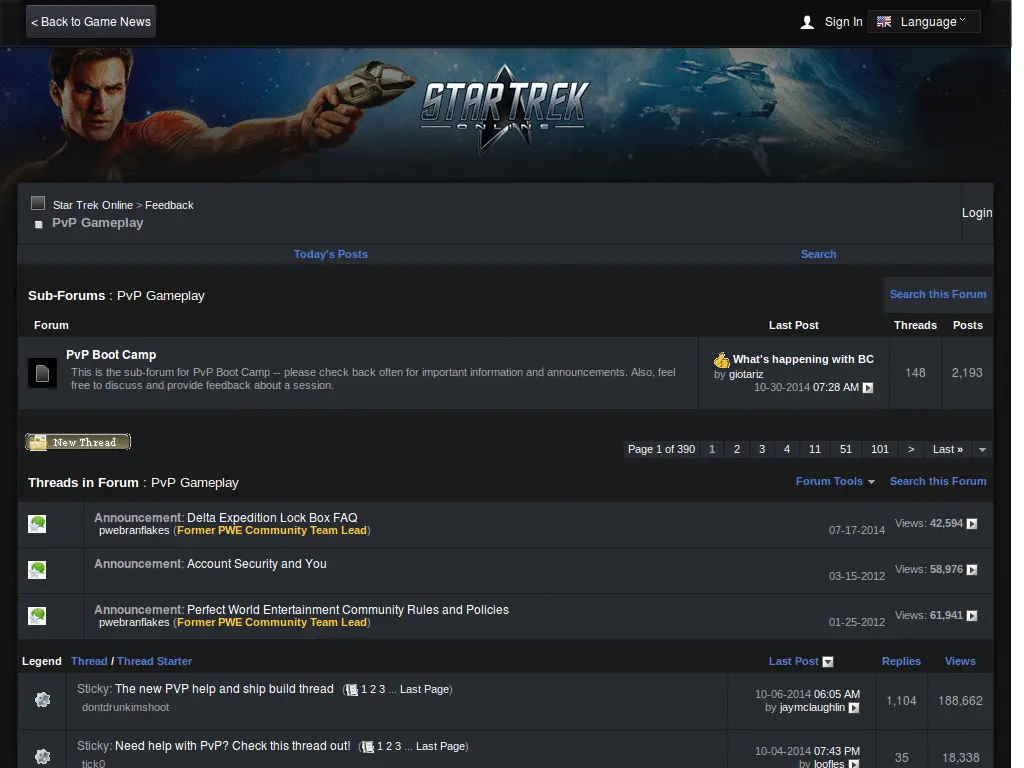 < Back to Game News
Sign In
Language
STAR TREK
ONLINE
Star Trek Online > Feedback
PvP Gameplay
Login
Today's Posts
Search
Sub-Forums : PvP Gameplay
Search this Forum
Forum
Last Post
Threads
Posts
PvP Boot Camp
This is the sub-forum for PvP Boot Camp -- please check back often for important information and announcements. Also, feel
free to discuss and provide feedback about a session.
What's happening with BC
by giotariz
10-30-2014 07:28 AM
148
2,193
New Thread
Page 1 of 390 1 2 3 4 11 51 101 > Last »
Threads in Forum : PvP Gameplay
Forum Tools
Search this Forum
Announcement: Delta Expedition Lock Box FAQ
pwebranflakes (Former PWE Community Team Lead)
07-17-2014
Views: 42,594
Announcement: Account Security and You
03-15-2012
Views: 58,976
Announcement: Perfect World Entertainment Community Rules and Policies
pwebranflakes (Former PWE Community Team Lead)
01-25-2012
Views: 61,941
Legend
Thread / Thread Starter
Last Post
Replies
Views
Sticky: The new PVP help and ship build thread ( 1 2 3 ... Last Page)
dontdrunkimshoot
10-06-2014 06:05 AM
by jaymclaughlin
1,104
188,662
Sticky: Need help with PvP? Check this thread out! ( 1 2 3 ... Last Page)
tick0
10-04-2014 07:43 PM
by loofles
35
18,338